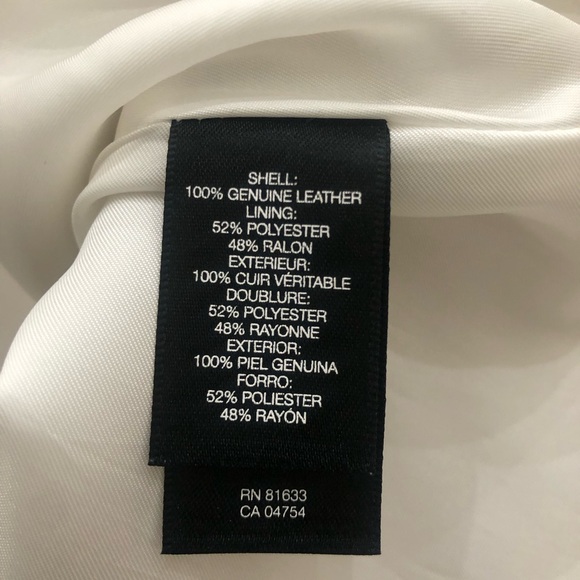 SHELL:
100% GENUINE LEATHER
LINING:
52% POLYESTER
48% RALON
EXTERIEUR:
100% CUIR VÉRITABLE
DOUBLURE:
52% POLYESTER
48% RAYONNE
EXTERIOR:
100% PIEL GENUINA
FORRO:
52% POLIESTER
48% RAYÓN
RN 81633
CA 04754